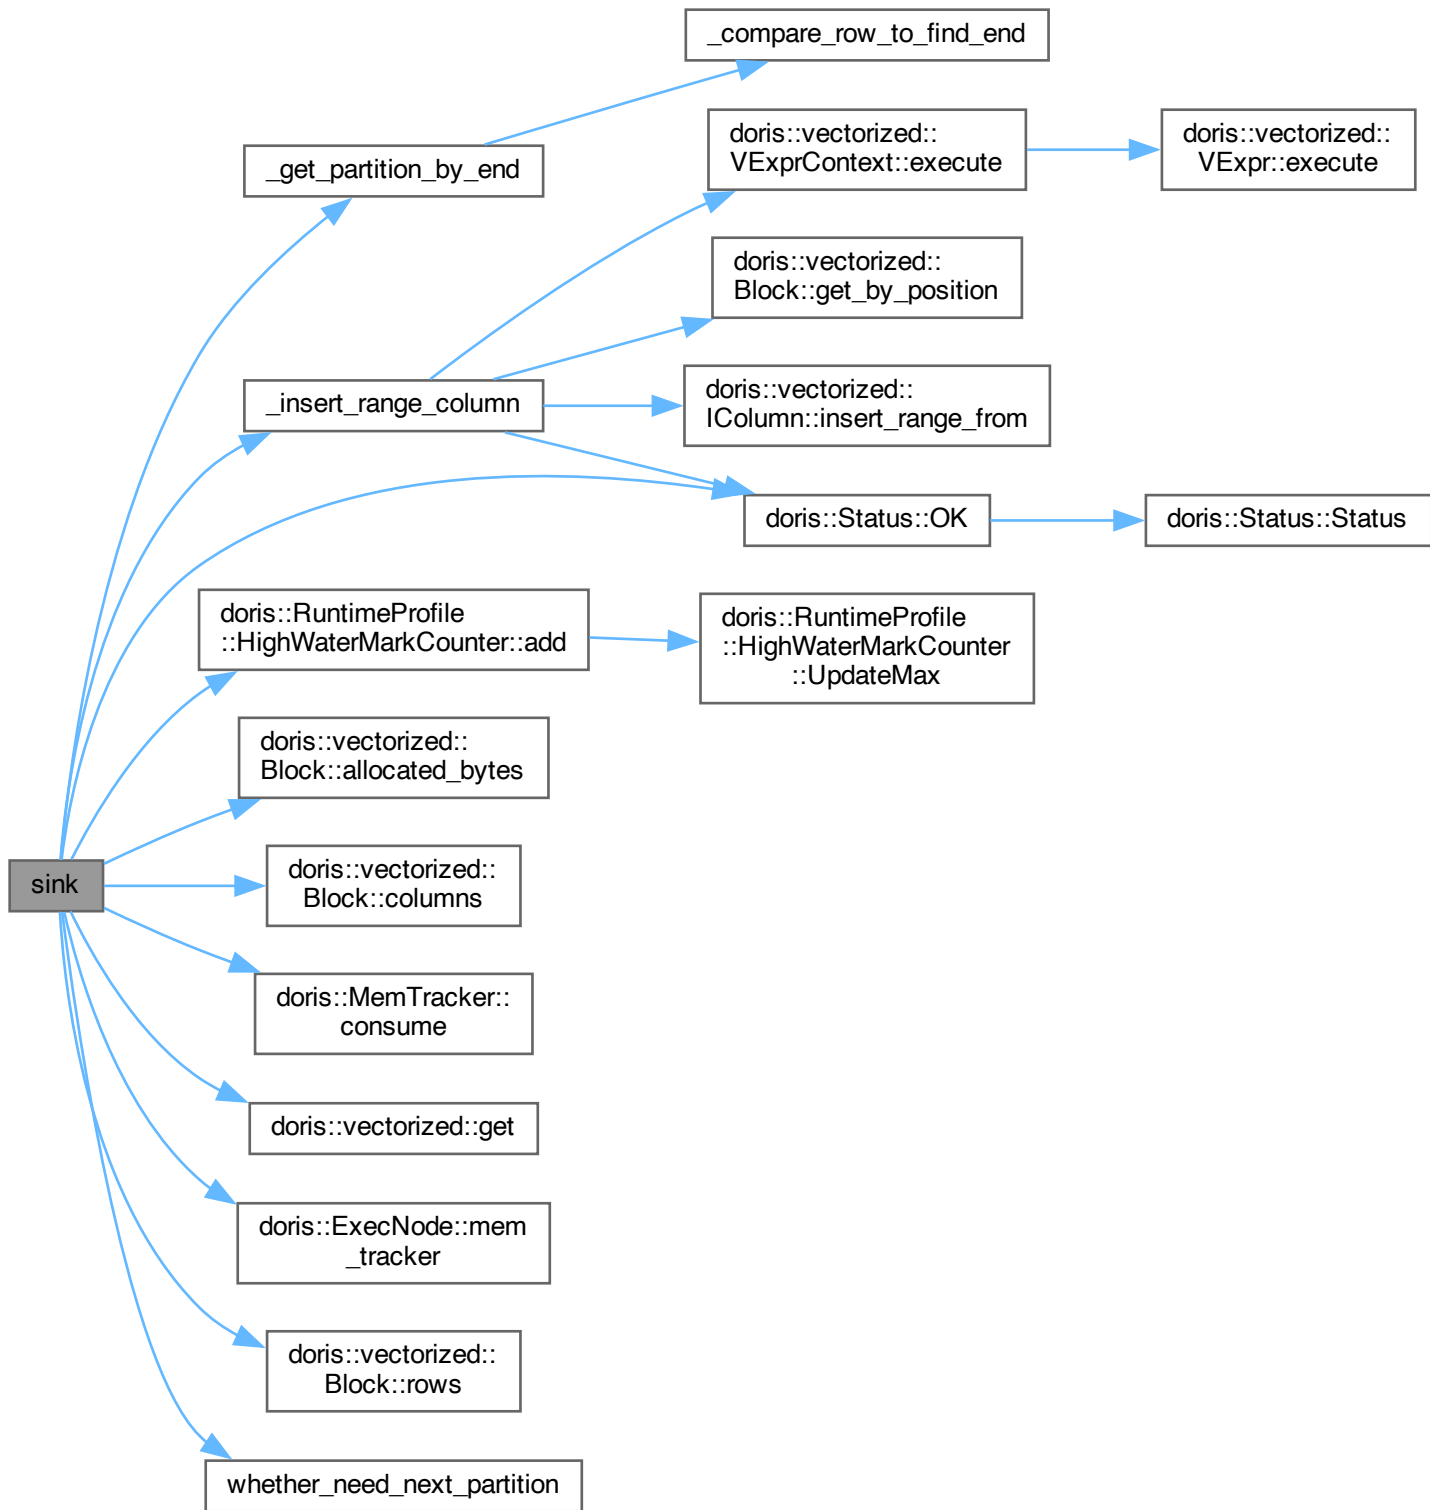 _compare_row_to_find_end
_get_partition_by_end
doris::vectorized::
VExprContext::execute
doris::vectorized::
VExpr::execute
doris::vectorized::
Block::get_by_position
_insert_range_column
doris::vectorized::
IColumn::insert_range_from
doris::Status::OK
doris::Status::Status
doris::RuntimeProfile
::HighWaterMarkCounter::add
doris::RuntimeProfile
::HighWaterMarkCounter
::UpdateMax
doris::vectorized::
Block::allocated_bytes
sink
doris::vectorized::
Block::columns
doris::MemTracker::
consume
doris::vectorized::get
doris::ExecNode::mem
_tracker
doris::vectorized::
Block::rows
whether_need_next_partition